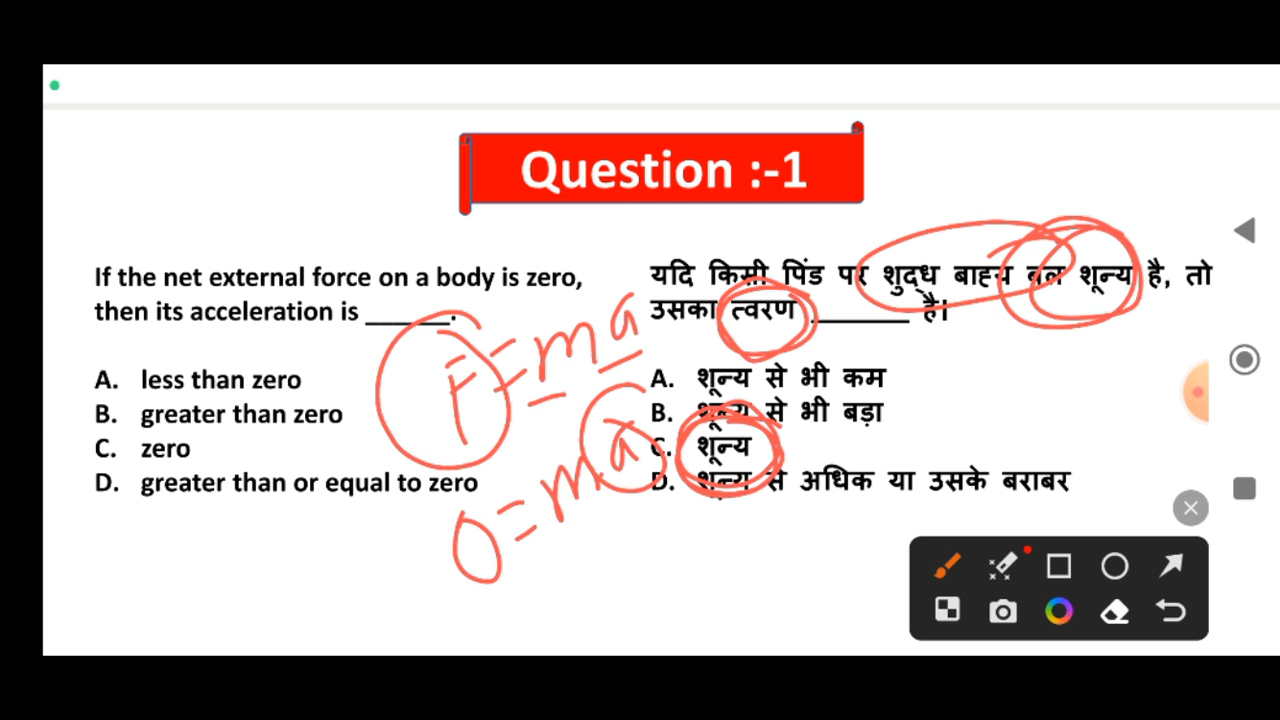 Question :-1
If the net external force on a body is zero,
then its acceleration is ______.
A. less than zero
B. greater than zero
C. zero
D. greater than or equal to zero
यदि किसी पिंड पर शुद्ध बाह्य बल शून्य है, तो
उसका त्वरण _______ है।
A. शून्य से भी कम
B. शून्य से भी बड़ा
C. शून्य
D. शून्य से अधिक या उसके बराबर
F=ma
0=ma